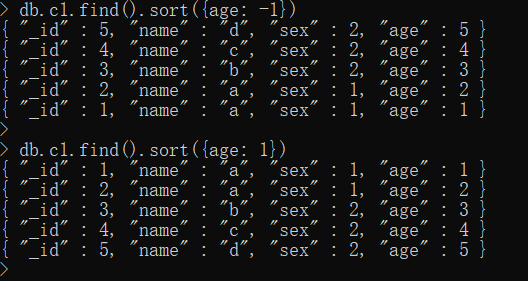 > db.c1.find().sort({age: -1})
{ "_id" : 5, "name" : "d", "sex" : 2, "age" : 5 }
{ "_id" : 4, "name" : "c", "sex" : 2, "age" : 4 }
{ "_id" : 3, "name" : "b", "sex" : 2, "age" : 3 }
{ "_id" : 2, "name" : "a", "sex" : 1, "age" : 2 }
{ "_id" : 1, "name" : "a", "sex" : 1, "age" : 1 }
>
> db.c1.find().sort({age: 1})
{ "_id" : 1, "name" : "a", "sex" : 1, "age" : 1 }
{ "_id" : 2, "name" : "a", "sex" : 1, "age" : 2 }
{ "_id" : 3, "name" : "b", "sex" : 2, "age" : 3 }
{ "_id" : 4, "name" : "c", "sex" : 2, "age" : 4 }
{ "_id" : 5, "name" : "d", "sex" : 2, "age" : 5 }
>